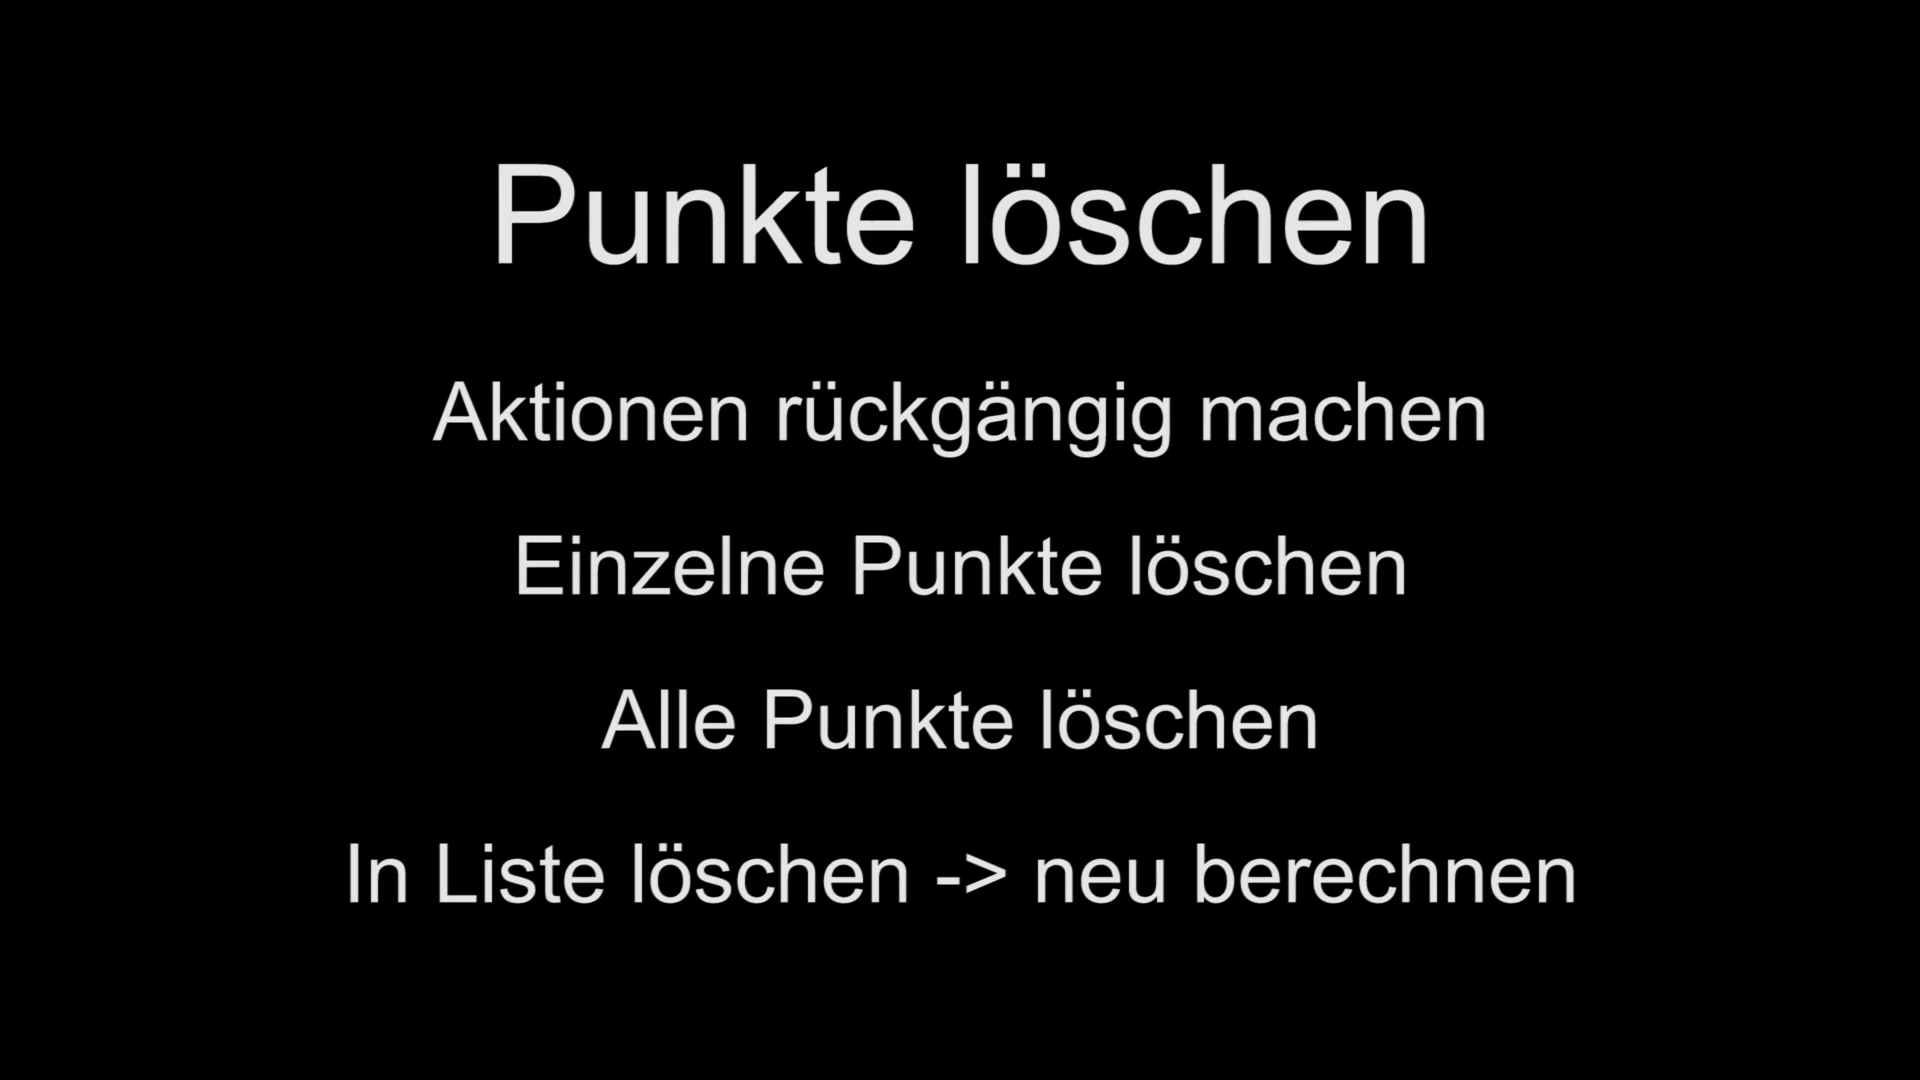 Punkte löschen
Aktionen rückgängig machen
Einzelne Punkte löschen
Alle Punkte löschen
In Liste löschen -> neu berechnen